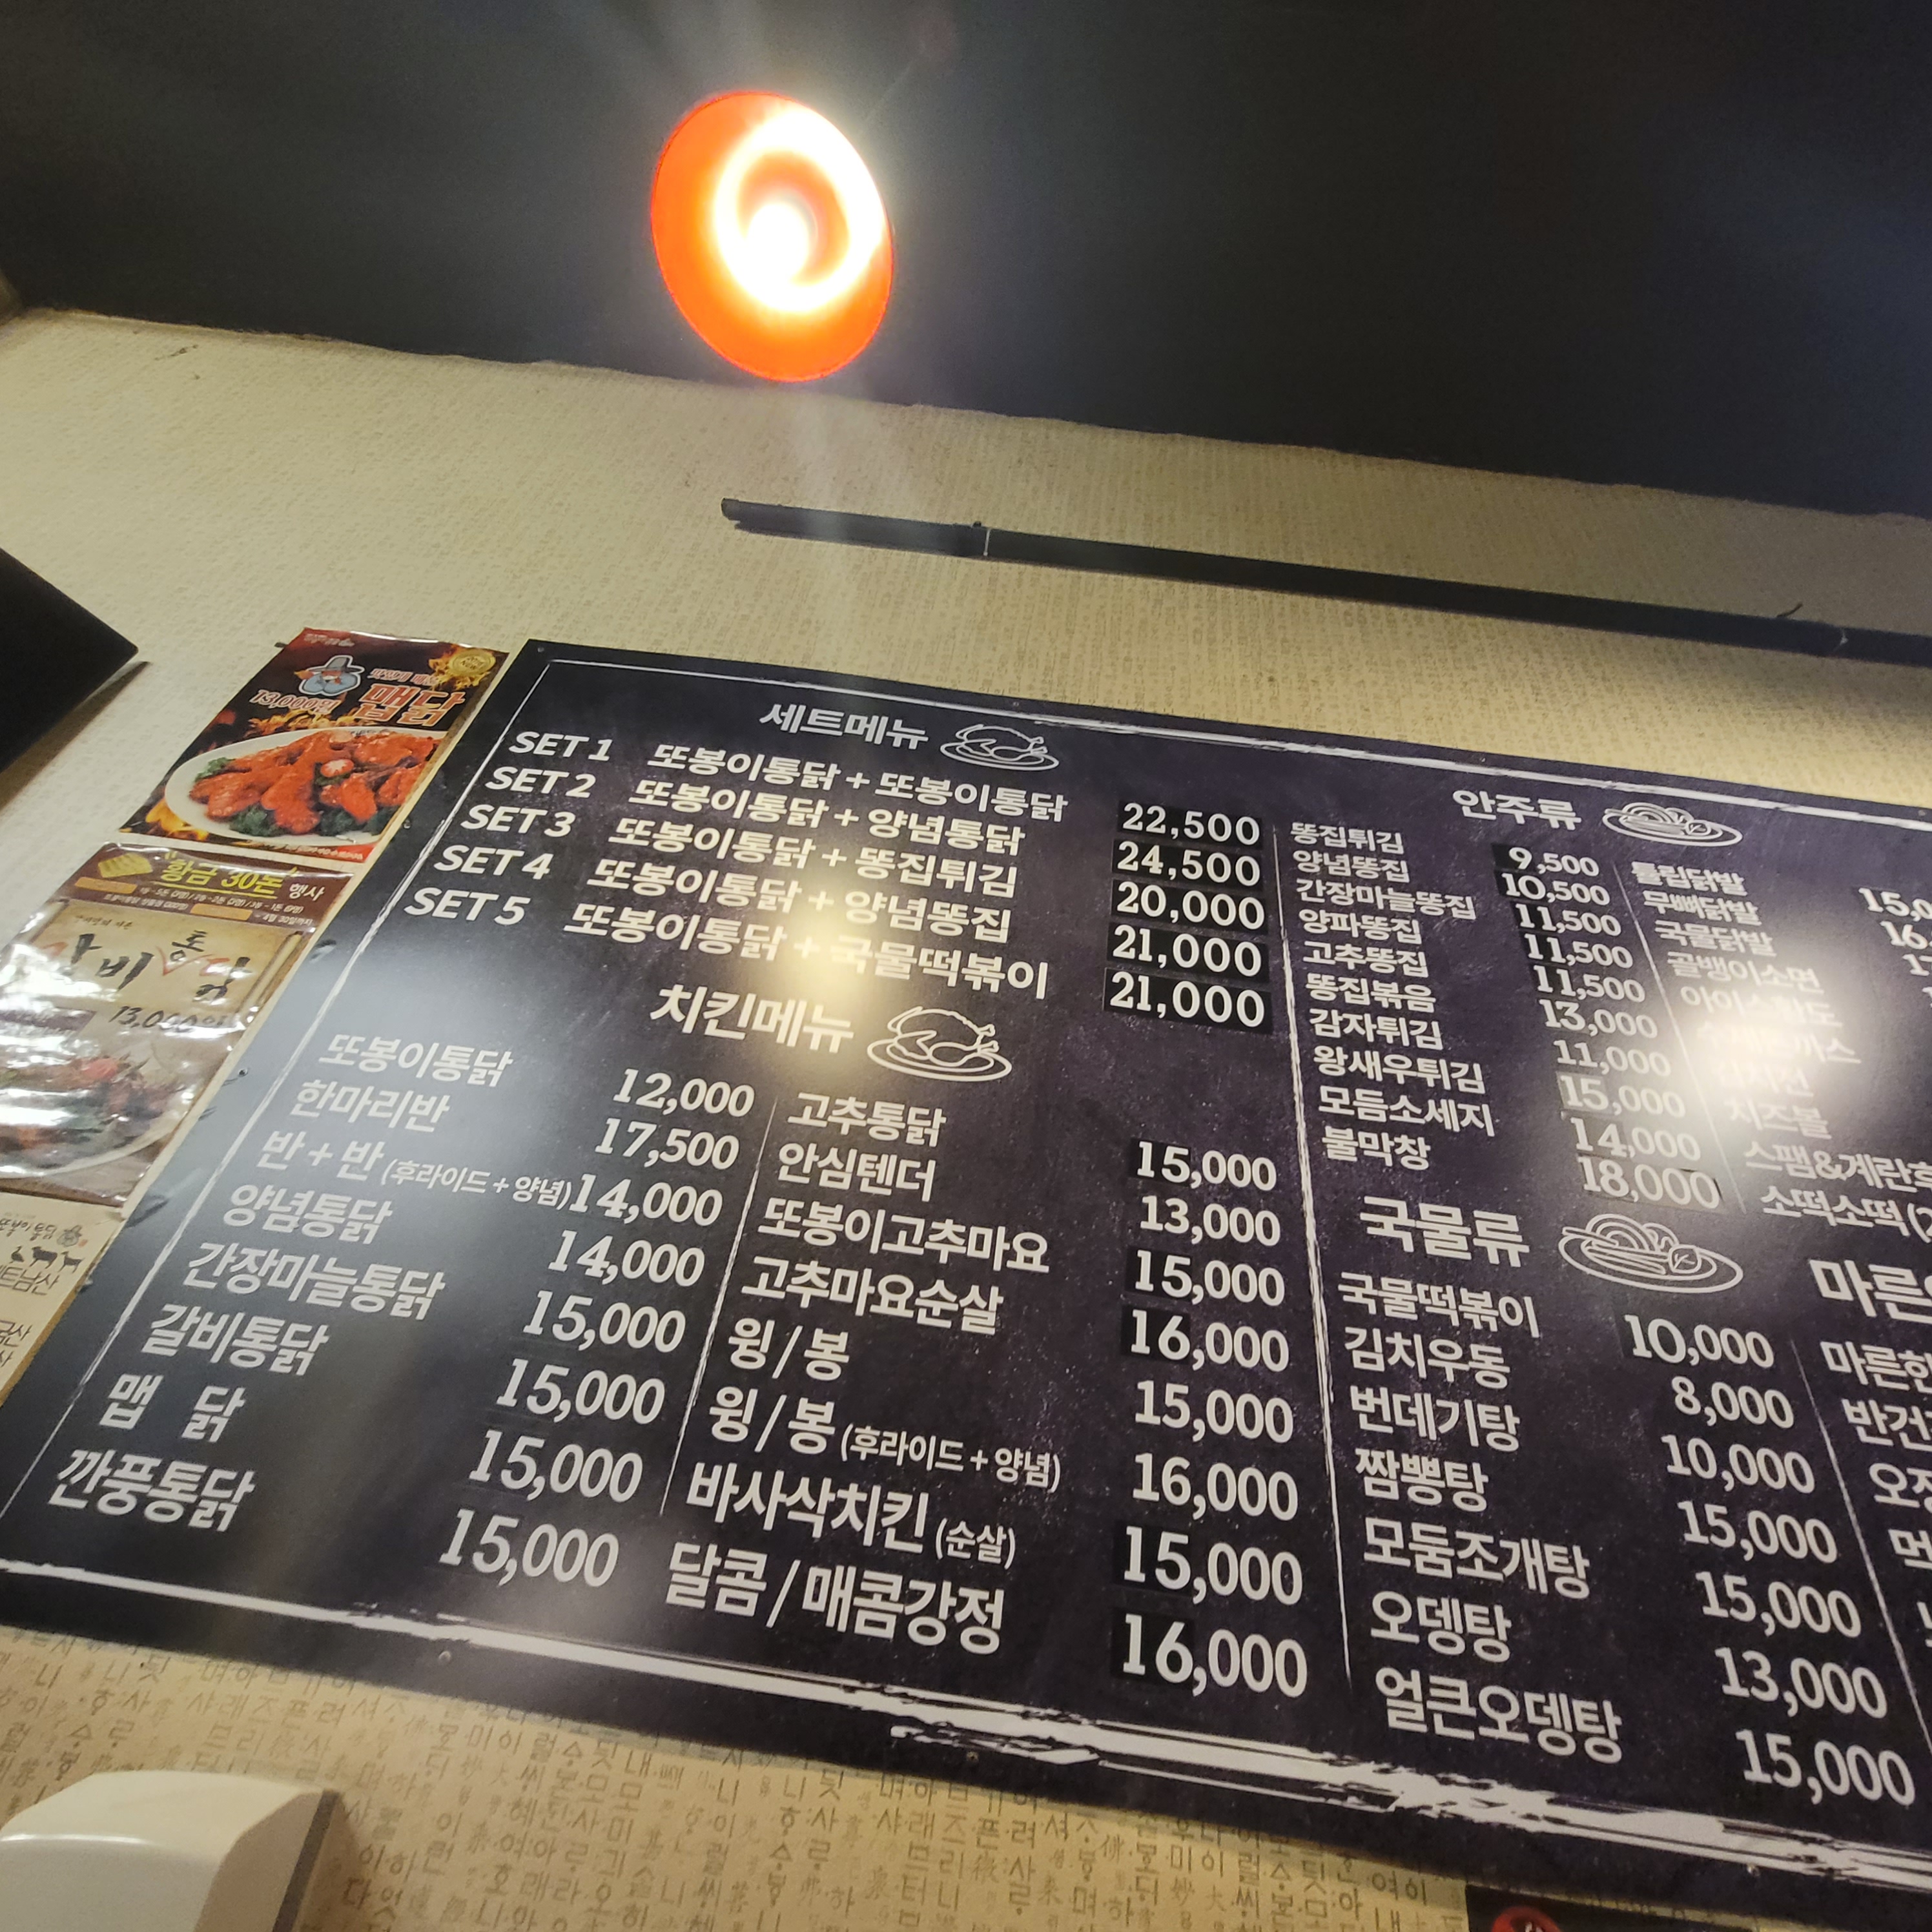 맵닭
13,000원
황금 30돈 행사
갈비통닭
세트메뉴
SET 1 또봉이통닭 + 또봉이통닭 22,500
SET 2 또봉이통닭 + 양념통닭 24,500
SET 3 또봉이통닭 + 똥집튀김 20,000
SET 4 또봉이통닭 + 양념똥집 21,000
SET 5 또봉이통닭 + 국물떡볶이 21,000
치킨메뉴
또봉이통닭 12,000
한마리반 17,500
반 + 반 (후라이드 + 양념) 14,000
양념통닭 14,000
간장마늘통닭 15,000
갈비통닭 15,000
맵 닭 15,000
깐풍통닭 15,000
고추통닭 15,000
안심텐더 13,000
또봉이고추마요 15,000
고추마요순살 16,000
윙 / 봉 15,000
윙 / 봉 (후라이드 + 양념) 16,000
바사삭치킨 (순살) 15,000
달콤 / 매콤강정 16,000
안주류
똥집튀김 9,500
양념똥집 10,500
간장마늘똥집 11,500
양파똥집 11,500
고추똥집 11,500
똥집볶음 13,000
감자튀김 11,000
왕새우튀김 15,000
모듬소세지 14,000
불막창 18,000
튤립닭발
무뼈닭발
국물닭발
골뱅이소면
치즈볼
스팸&계란
소떡소떡
국물류
국물떡볶이 10,000
김치우동 8,000
번데기탕 10,000
짬뽕탕 15,000
모둠조개탕 15,000
오뎅탕 13,000
얼큰오뎅탕 15,000
마른
마른한
반건